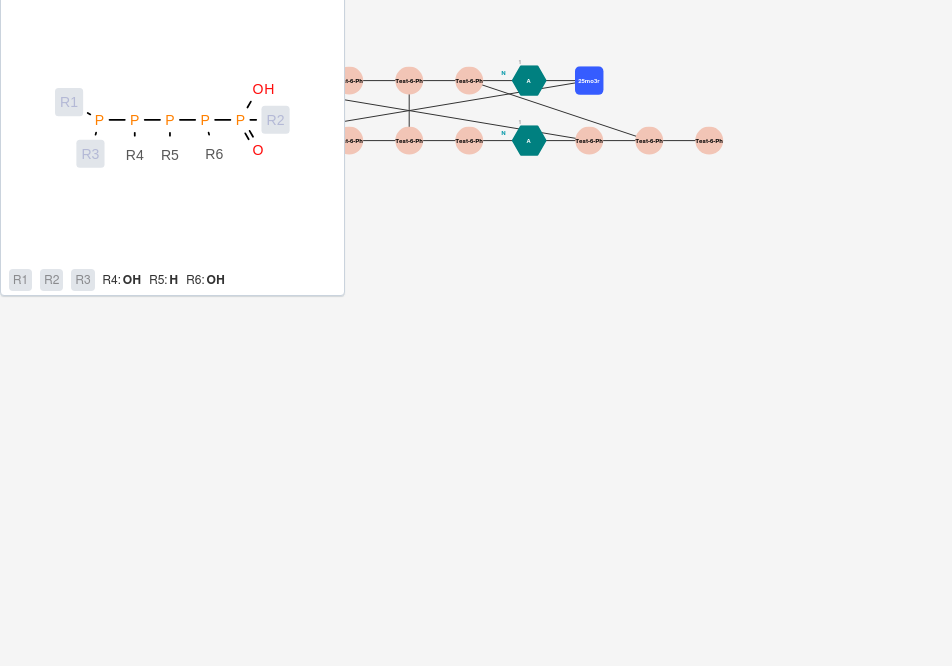 t-6-Ph Test-6-Ph Test-6-Ph N 1 A 25mo3r
t-6-Ph Test-6-Ph Test-6-Ph N 1 A Test-6-Ph Test-6-Ph Test-6-Ph
OH
R1 P P P P P R2
O
R3 R4 R5 R6
R1 R2 R3 R4: OH R5: H R6: OH